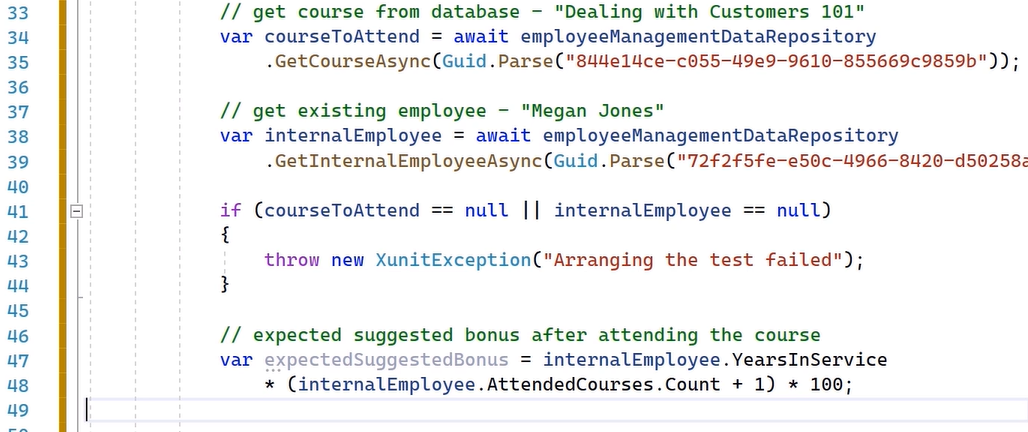 33 // get course from database - "Dealing with Customers 101"
34 var courseToAttend = await employeeManagementDataRepository
35 .GetCourseAsync(Guid.Parse("844e14ce-c055-49e9-9610-855669c9859b"));
36
37 // get existing employee - "Megan Jones"
38 var internalEmployee = await employeeManagementDataRepository
39 .GetInternalEmployeeAsync(Guid.Parse("72f2f5fe-e50c-4966-8420-d50258a
40
41 if (courseToAttend == null || internalEmployee == null)
42 {
43 throw new XunitException("Arranging the test failed");
44 }
45
46 // expected suggested bonus after attending the course
47 var expectedSuggestedBonus = internalEmployee.YearsInService
48 * (internalEmployee.AttendedCourses.Count + 1) * 100;
49